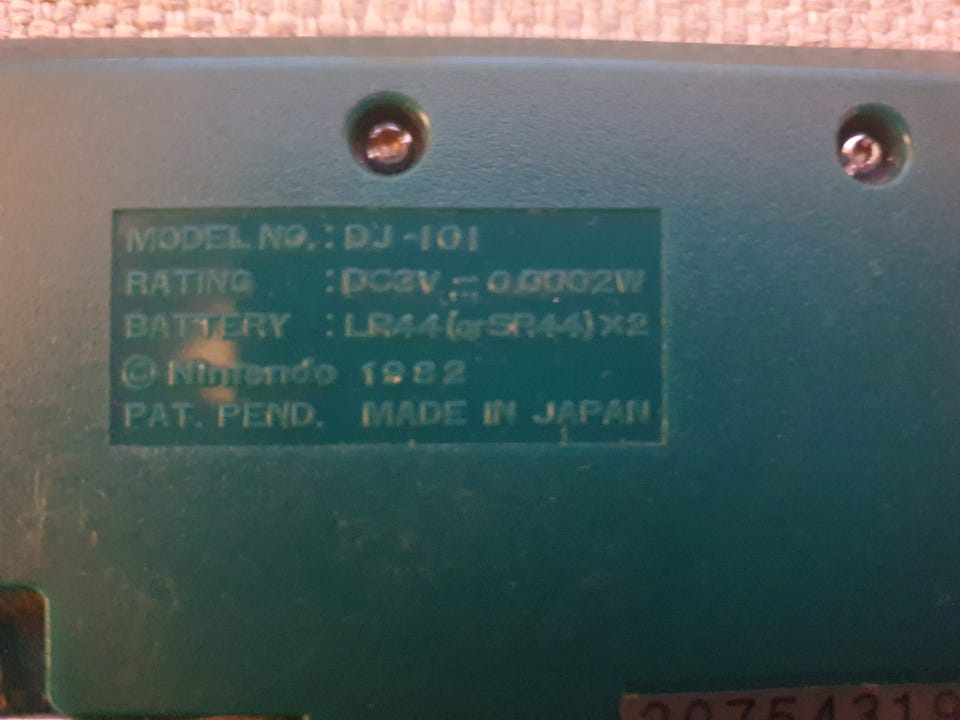 MODEL NO. : DJ-101
RATING : DC3V ⎓ 0.0002W
BATTERY : LR44 (or SR44) ×2
© Nintendo 1982
PAT. PEND. MADE IN JAPAN